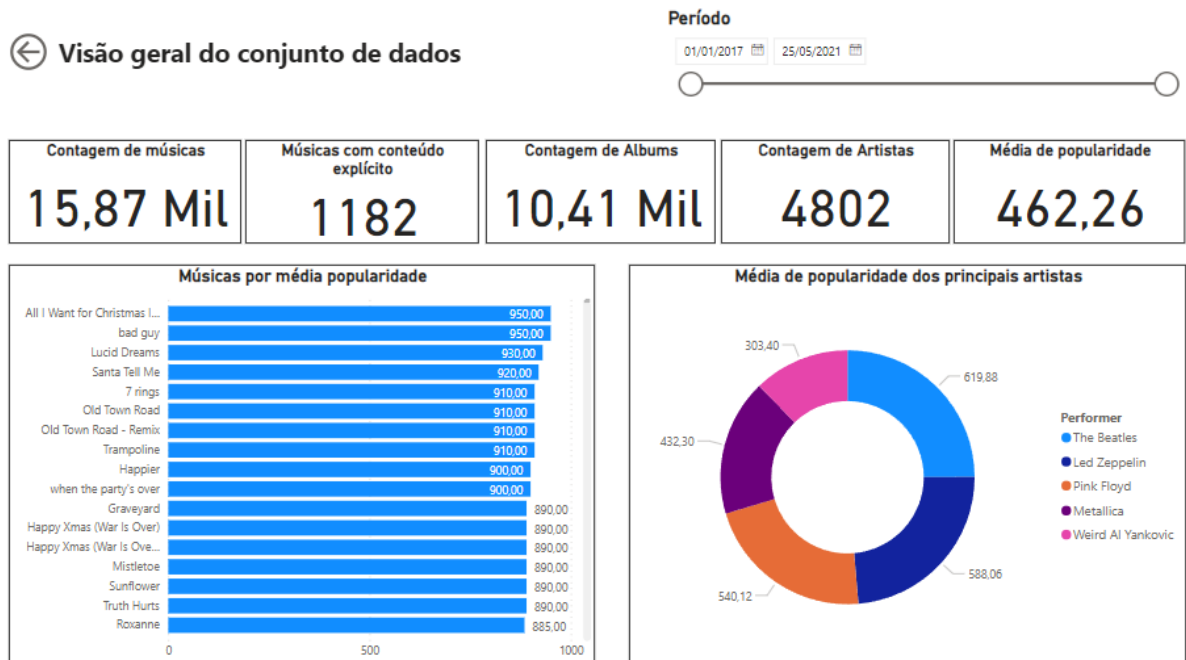 Período
Visão geral do conjunto de dados
01/01/2017
25/05/2021
Contagem de músicas
15,87 Mil
Músicas com conteúdo
explícito
1182
Contagem de Albums
10,41 Mil
Contagem de Artistas
4802
Média de popularidade
462,26
Músicas por média popularidade
All I Want for Christmas I... 950,00
bad guy 950,00
Lucid Dreams 930,00
Santa Tell Me 920,00
7 rings 910,00
Old Town Road 910,00
Old Town Road - Remix 910,00
Trampoline 910,00
Happier 900,00
when the party's over 900,00
Graveyard 890,00
Happy Xmas (War Is Over) 890,00
Happy Xmas (War Is Ove... 890,00
Mistletoe 890,00
Sunflower 890,00
Truth Hurts 890,00
Roxanne 885,00
0 500 1000
Média de popularidade dos principais artistas
303,40
619,88
432,30
588,06
540,12
Performer
The Beatles
Led Zeppelin
Pink Floyd
Metallica
Weird Al Yankovic